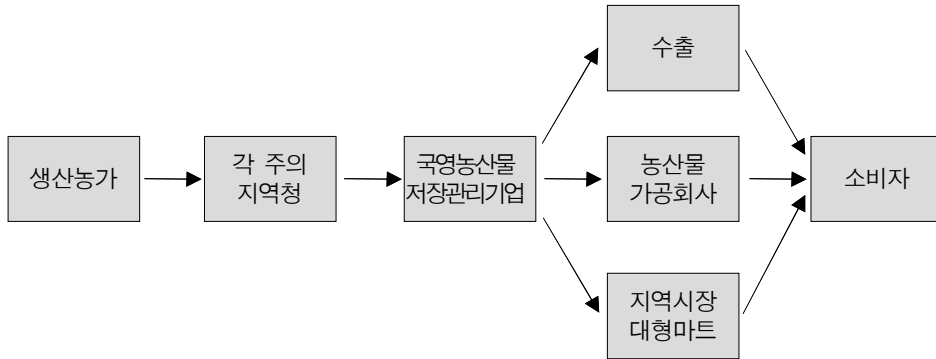 수출
생산농가
각 주의
지역청
국영농산물
저장관리기업
농산물
가공회사
소비자
지역시장
대형마트